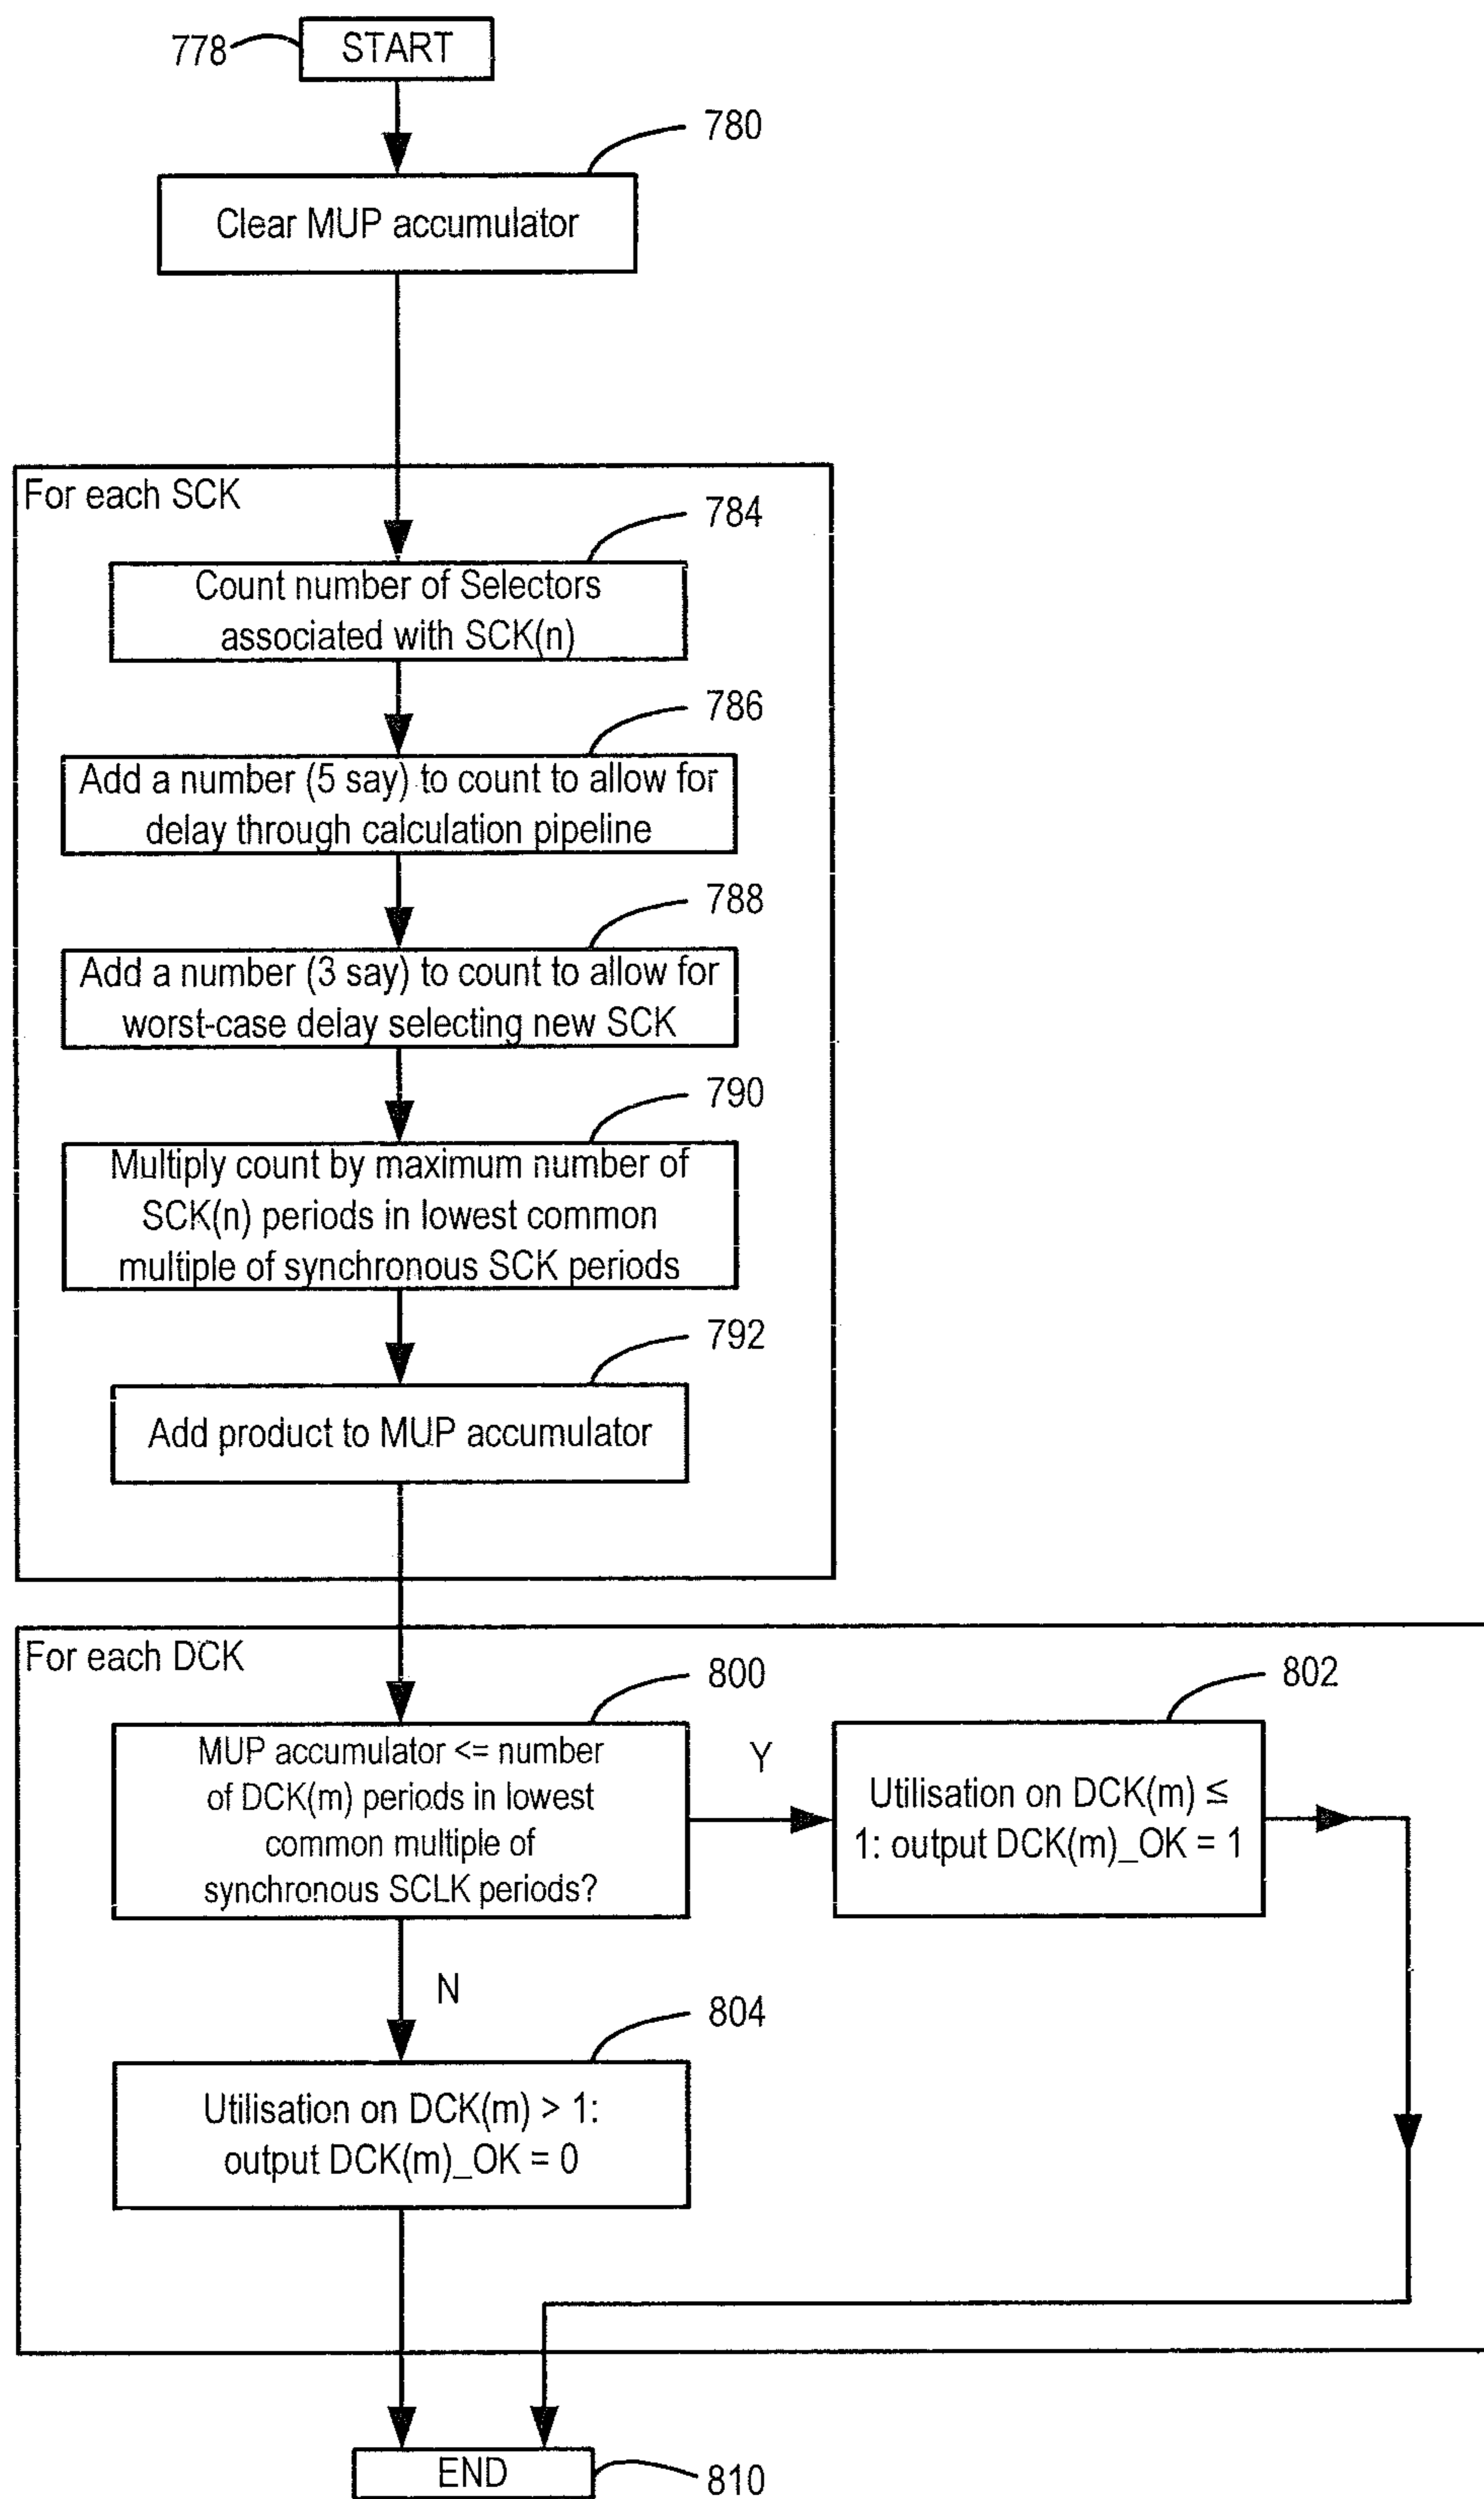 778
START
780
Clear MUP accumulator
For each SCK
784
Count number of Selectors
associated with SCK(n)
786
Add a number (5 say) to count to allow for
delay through calculation pipeline
788
Add a number (3 say) to count to allow for
worst-case delay selecting new SCK
790
Multiply count by maximum number of
SCK(n) periods in lowest common
multiple of synchronous SCK periods
792
Add product to MUP accumulator
For each DCK
800
MUP accumulator <= number
of DCK(m) periods in lowest
common multiple of
synchronous SCLK periods?
Y
802
Utilisation on DCK(m) ≤
1: output DCK(m)_OK = 1
N
804
Utilisation on DCK(m) > 1:
output DCK(m)_OK = 0
END
810